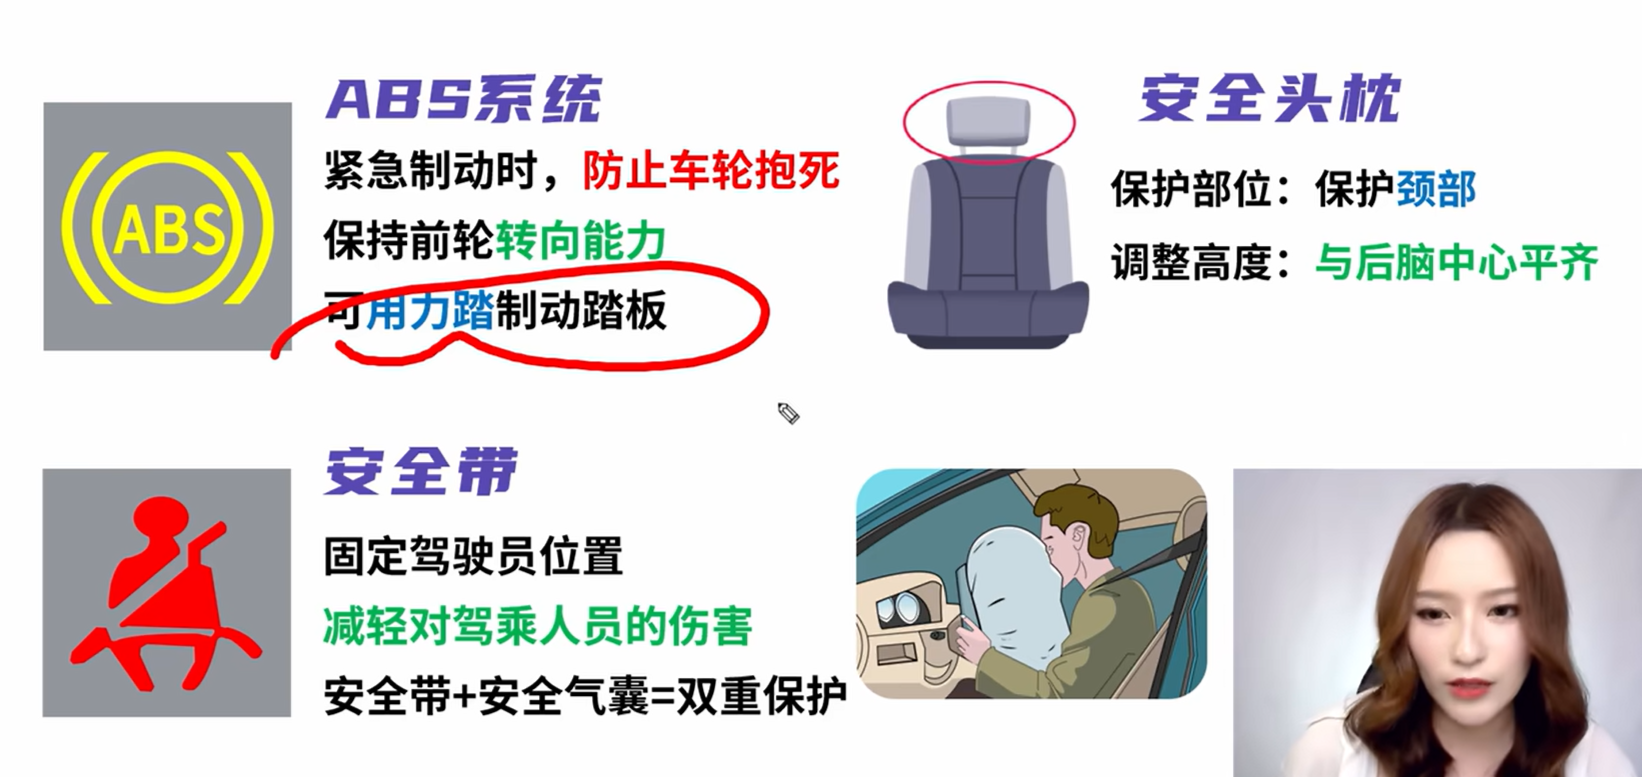 ABS系统
ABS
紧急制动时，防止车轮抱死
保持前轮转向能力
可用力踏制动踏板
安全头枕
保护部位：保护颈部
调整高度：与后脑中心平齐
安全带
固定驾驶员位置
减轻对驾乘人员的伤害
安全带+安全气囊=双重保护